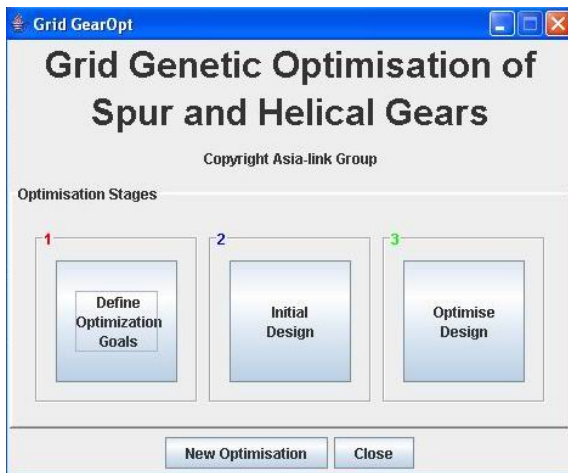 Grid GearOpt
Grid Genetic Optimisation of
Spur and Helical Gears
Copyright Asia-link Group
Optimisation Stages
1
2
3
Define
Optimization
Goals
Initial
Design
Optimise
Design
New Optimisation
Close